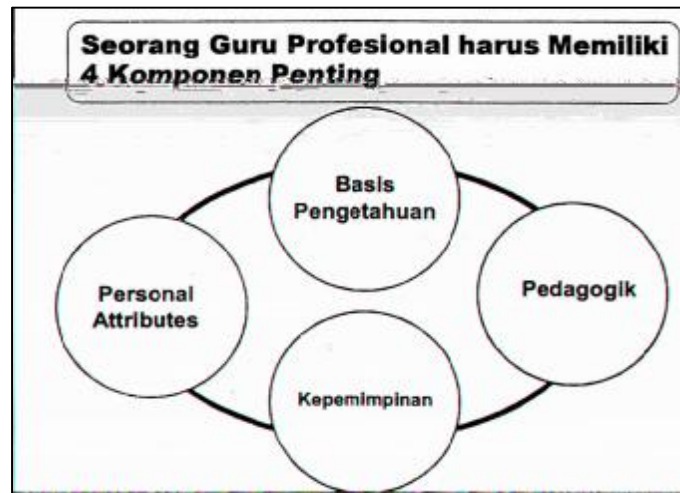 Seorang Guru Profesional harus Memiliki
4 Komponen Penting
Basis
Pengetahuan
Personal
Attributes
Pedagogik
Kepemimpinan